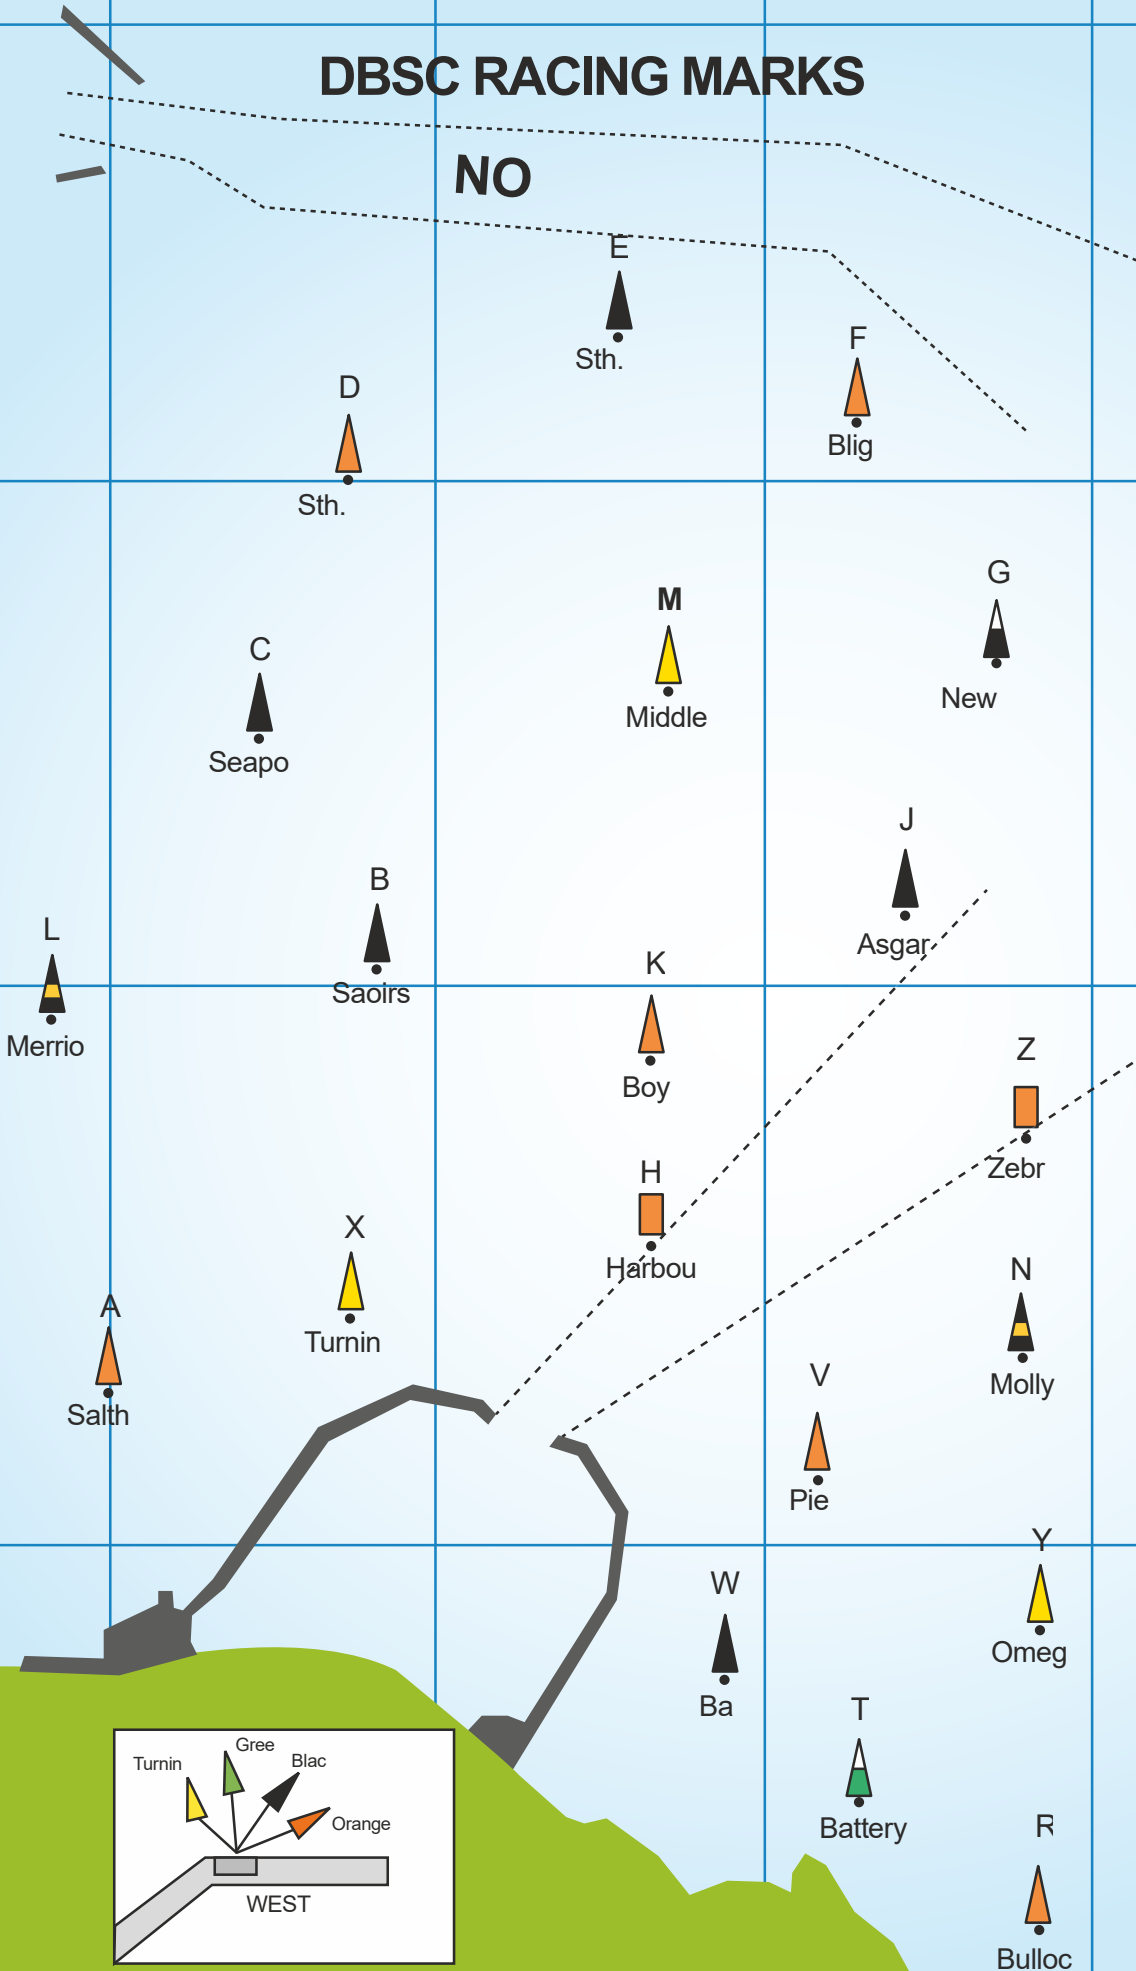 DBSC RACING MARKS
NO
E
Sth.
F
Blig
D
Sth.
G
New
M
Middle
C
Seapo
J
Asgar
B
Saoirs
L
Merrio
K
Boy
Z
Zebr
H
Harbou
X
Turnin
N
Molly
A
Salth
V
Pie
Y
Omeg
W
Ba
T
Battery
R
Bulloc
Turnin
Gree
Blac
Orange
WEST